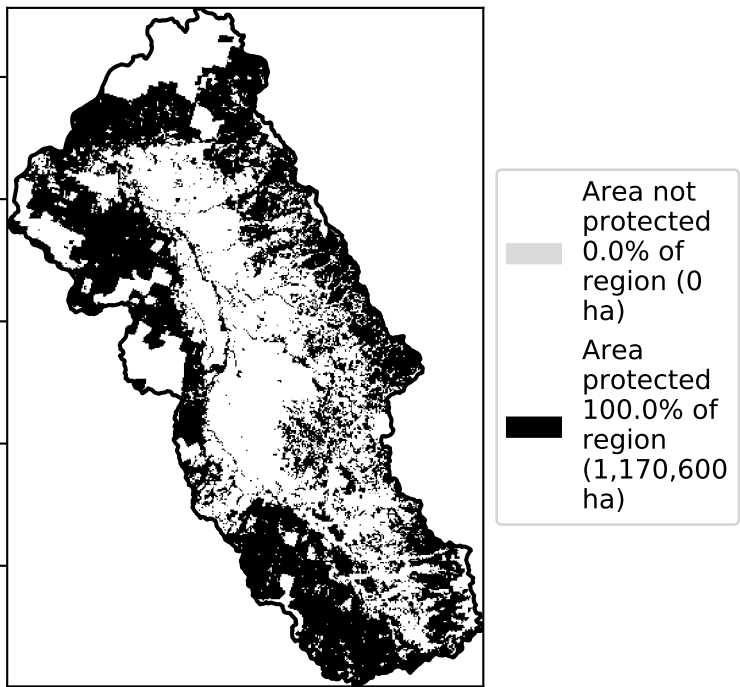 Area not
protected
0.0% of
region (0
ha)
Area
protected
100.0% of
region
(1,170,600
ha)